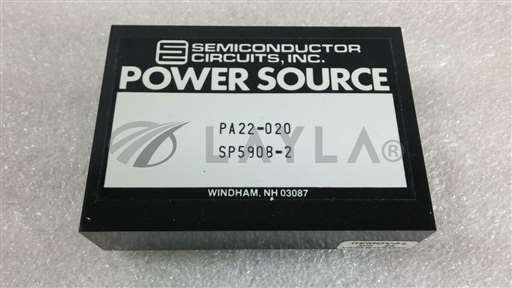 SEMICONDUCTOR
CIRCUITS, INC.
POWER SOURCE
PA22-020
SP5908-2
LAYLA®
WINDHAM, NH 03087